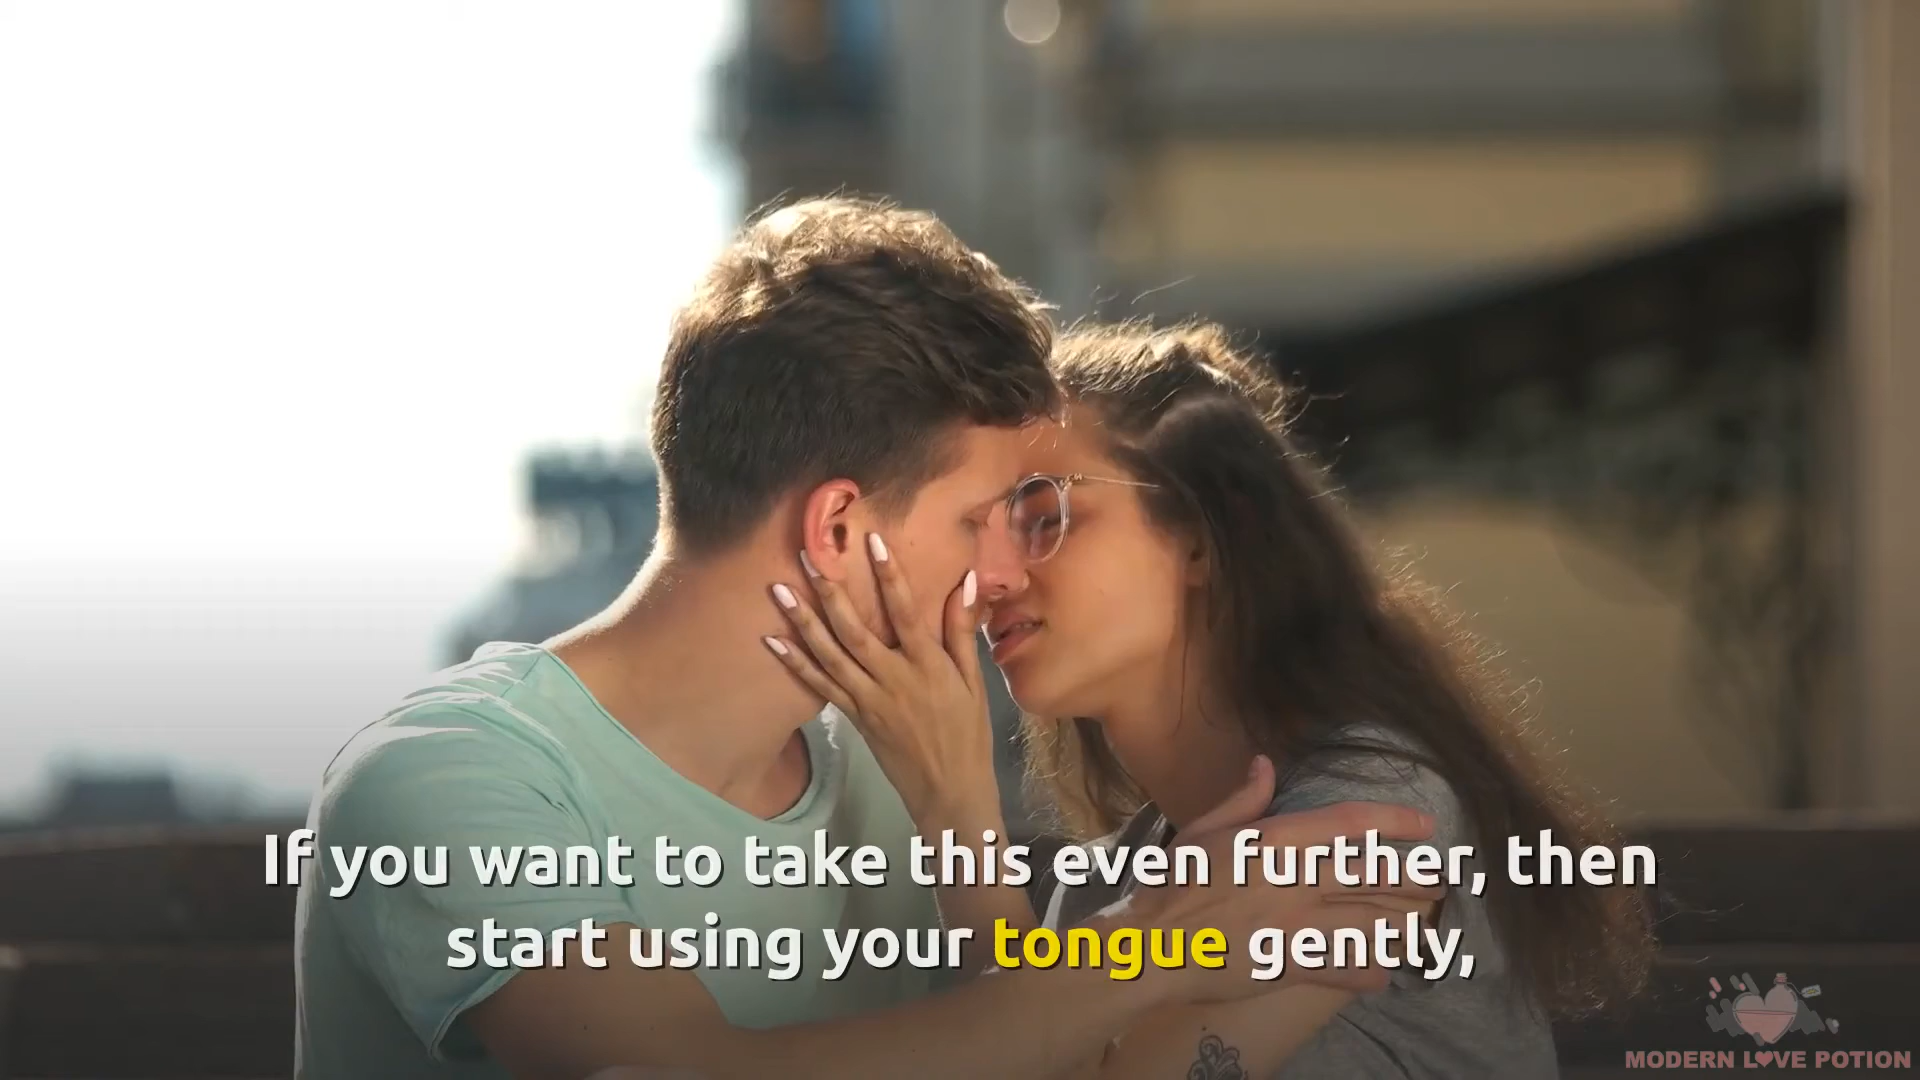 If you want to take this even further, then
start using your tongue gently,
MODERN LOVE POTION